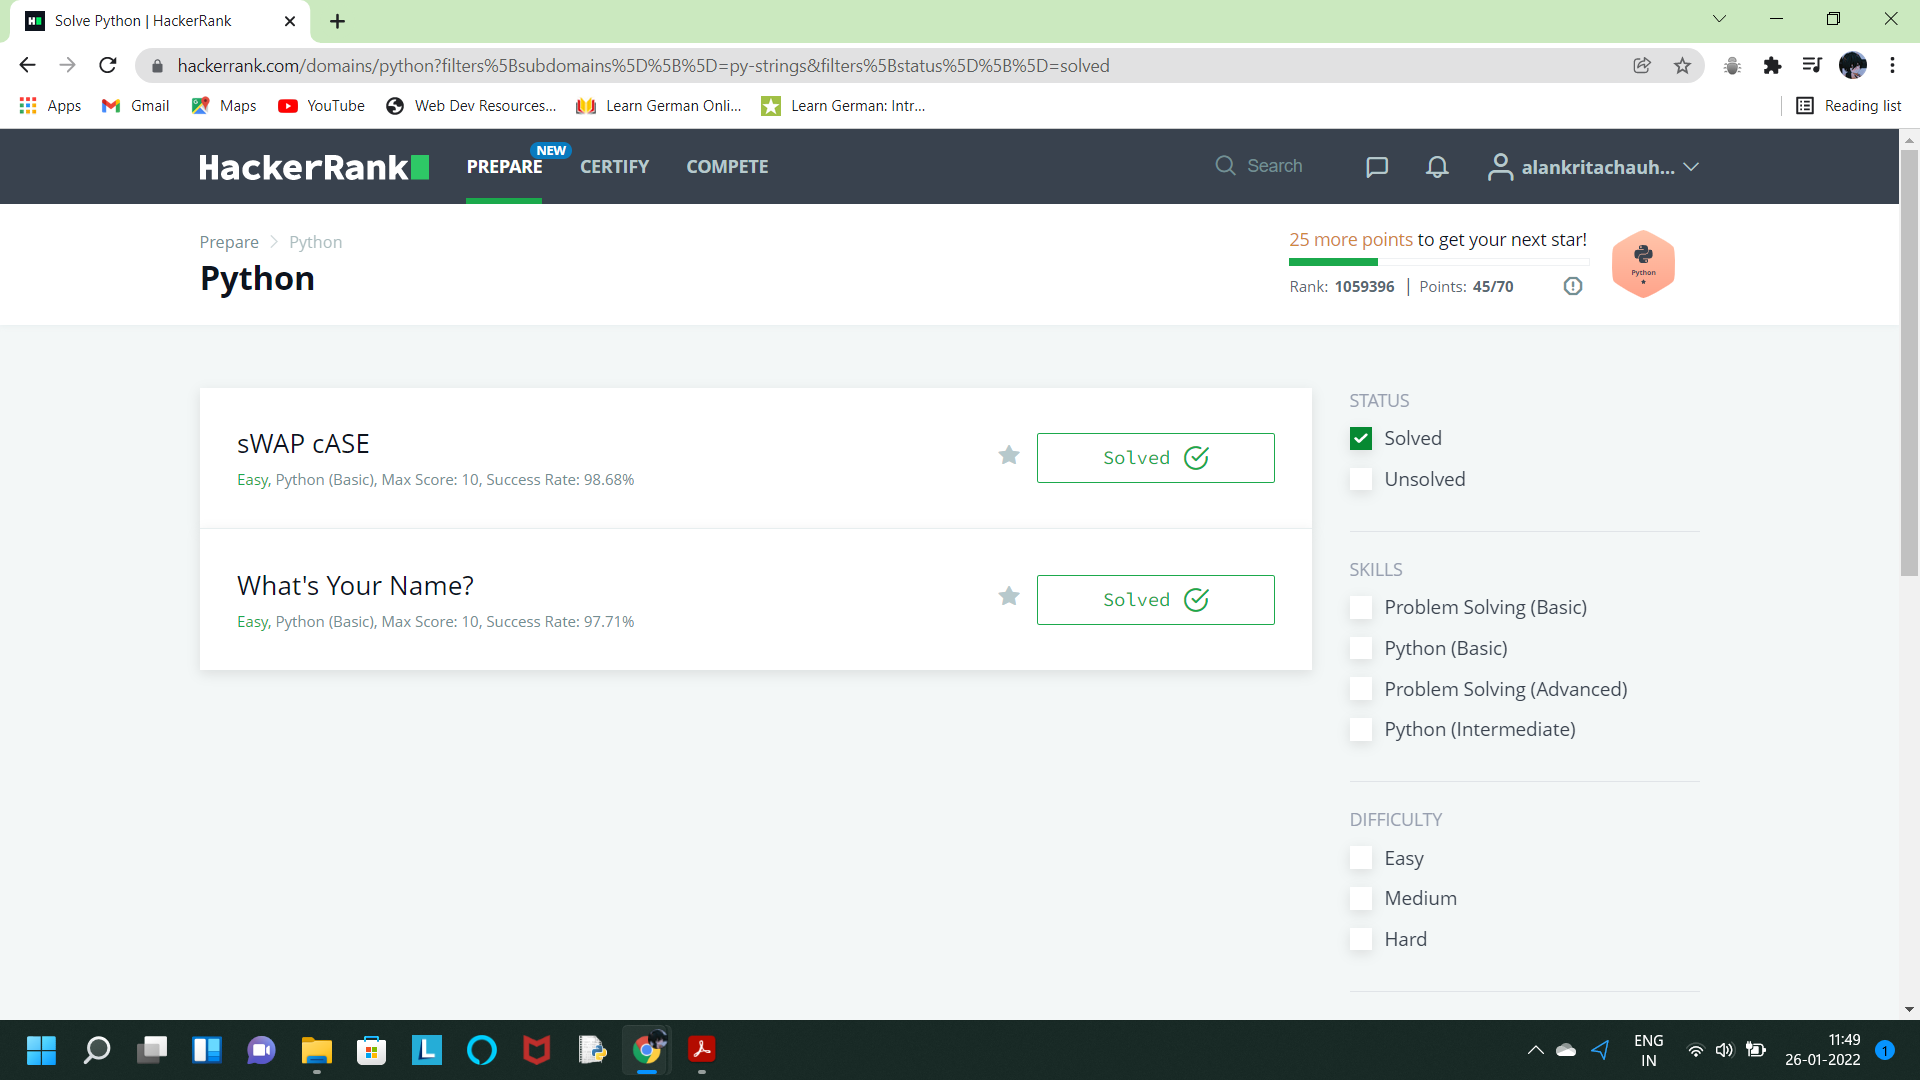 Solve Python | HackerRank
hackerrank.com/domains/python?filters%5Bsubdomains%5D%5B%5D=py-strings&filters%5Bstatus%5D%5B%5D=solved
Apps Gmail Maps YouTube Web Dev Resources... Learn German Onli... Learn German: Intr... Reading list
HackerRank PREPARE NEW CERTIFY COMPETE Search alankritachauh...
Prepare Python
Python
25 more points to get your next star!
Rank: 1059396 | Points: 45/70
Python
sWAP cASE
Easy, Python (Basic), Max Score: 10, Success Rate: 98.68%
Solved
What's Your Name?
Easy, Python (Basic), Max Score: 10, Success Rate: 97.71%
Solved
STATUS
Solved
Unsolved
SKILLS
Problem Solving (Basic)
Python (Basic)
Problem Solving (Advanced)
Python (Intermediate)
DIFFICULTY
Easy
Medium
Hard
L
ENG
IN
11:49
26-01-2022
1